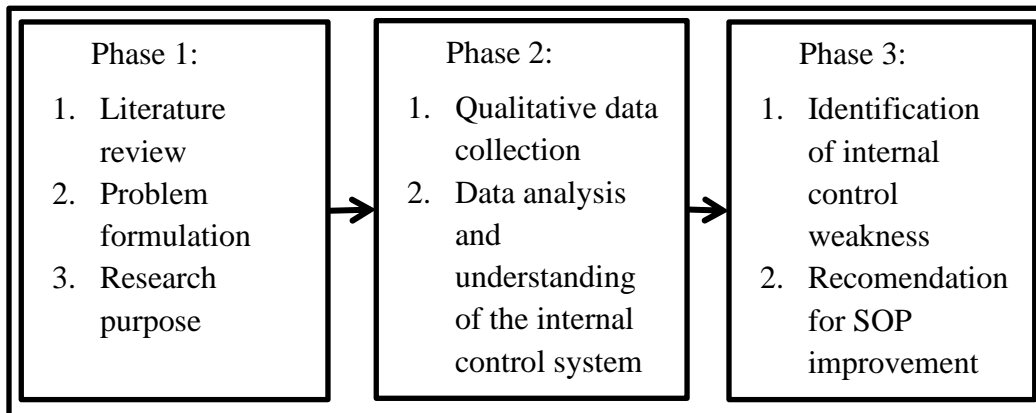 Phase 1:
1. Literature
review
2. Problem
formulation
3. Research
purpose
Phase 2:
1. Qualitative data
collection
2. Data analysis
and
understanding
of the internal
control system
Phase 3:
1. Identification
of internal
control
weakness
2. Recomendation
for SOP
improvement